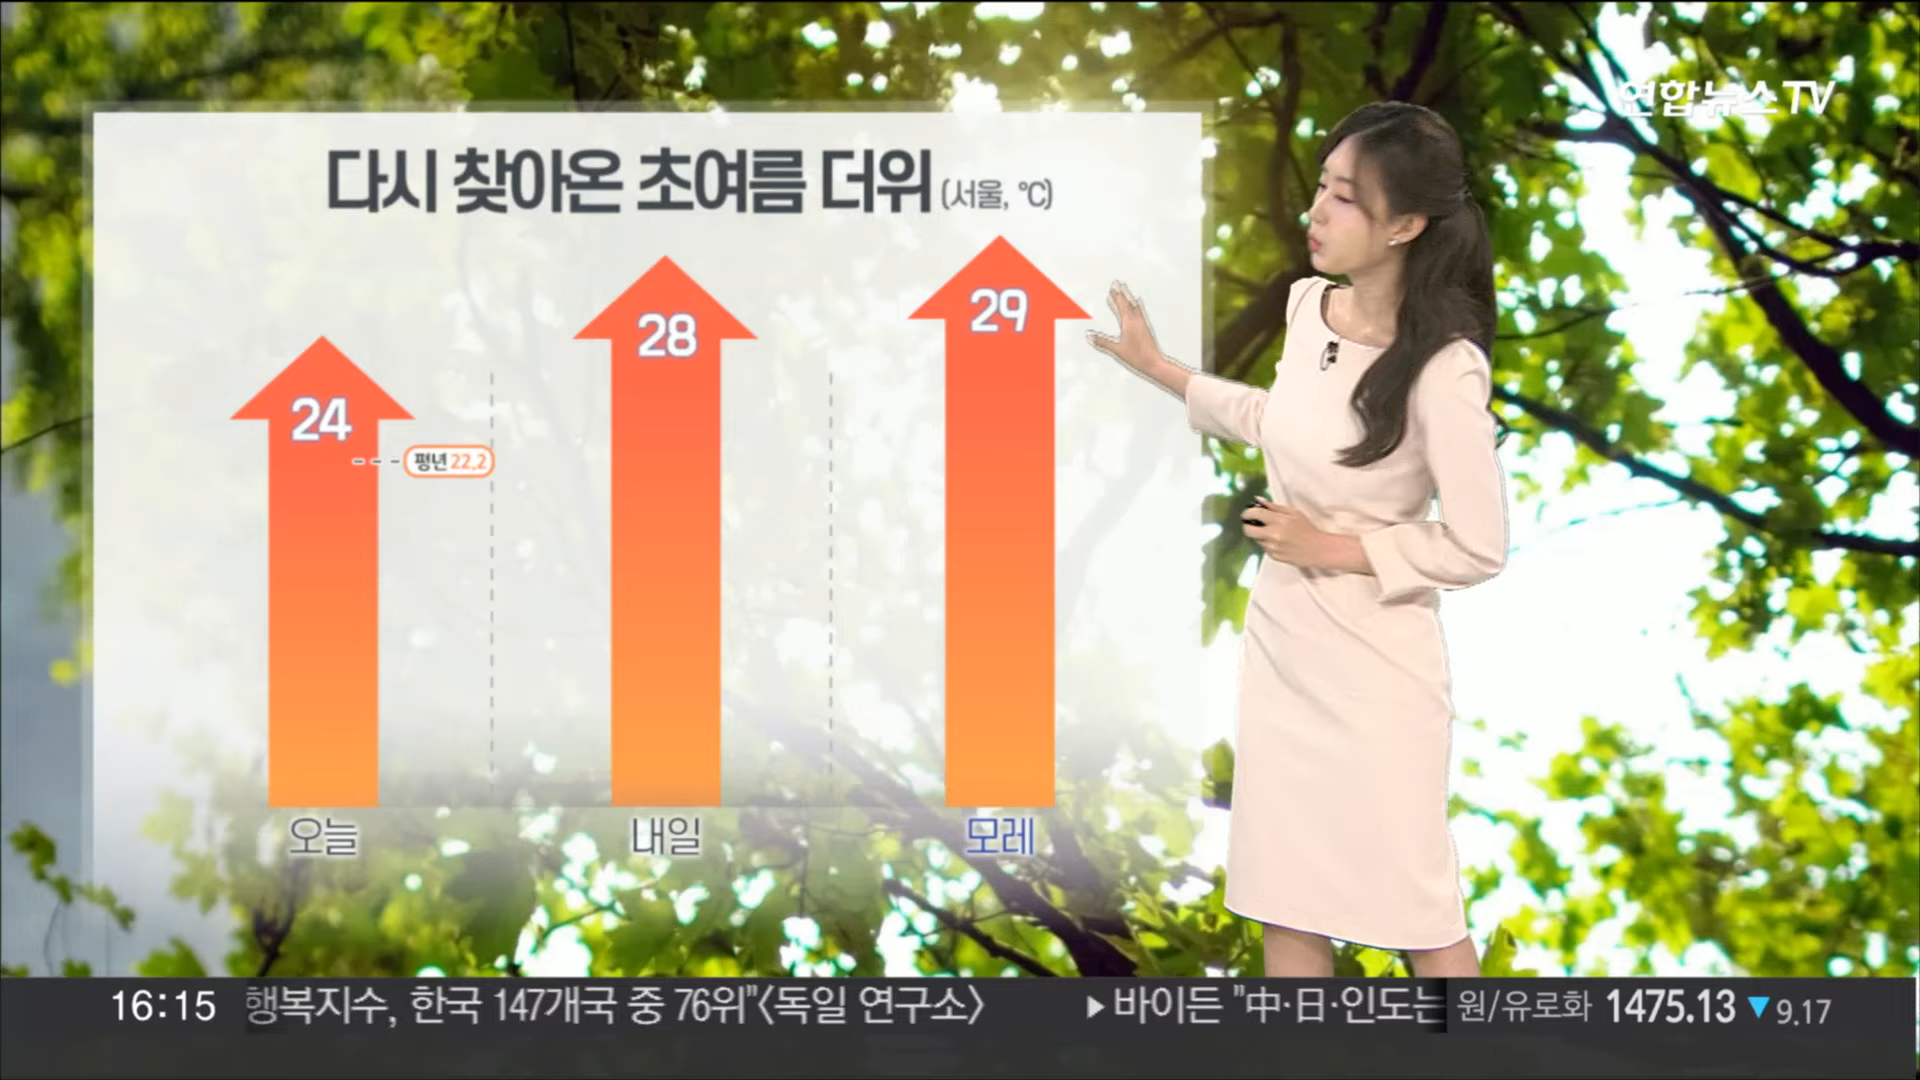 연합뉴스TV
다시 찾아온 초여름 더위 (서울, ℃)
24
평년 22.2
28
29
오늘
내일
모레
16:15 행복지수, 한국 147개국 중 76위"<독일 연구소> ▶바이든 "中·日·인도는 원/유로화 1475.13 ▼ 9.17